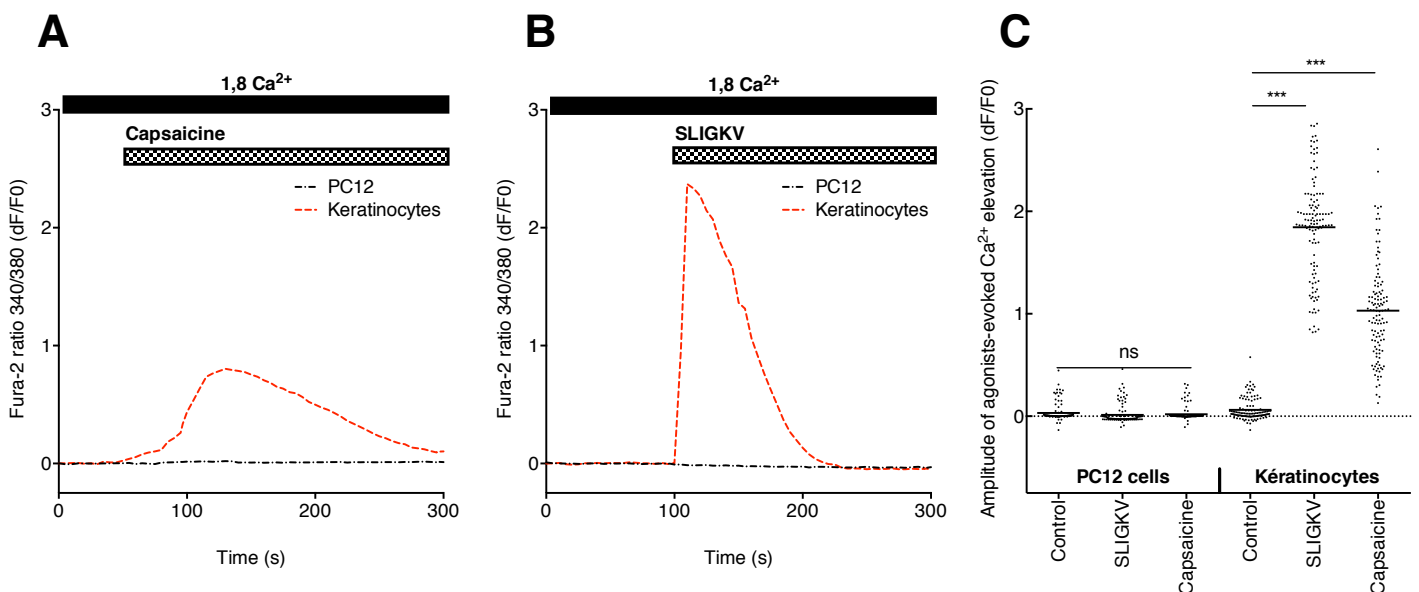 A
1,8 Ca²⁺
Capsaicine
PC12
Keratinocytes
Fura-2 ratio 340/380 (dF/F0)
3
2
1
0
0
100
200
300
Time (s)
B
1,8 Ca²⁺
SLIGKV
PC12
Keratinocytes
Fura-2 ratio 340/380 (dF/F0)
3
2
1
0
0
100
200
300
Time (s)
C
***
***
ns
Amplitude of agonists-evoked Ca²⁺ elevation (dF/F0)
3
2
1
0
PC12 cells
Kératinocytes
Control
SLIGKV
Capsaicine
Control
SLIGKV
Capsaicine